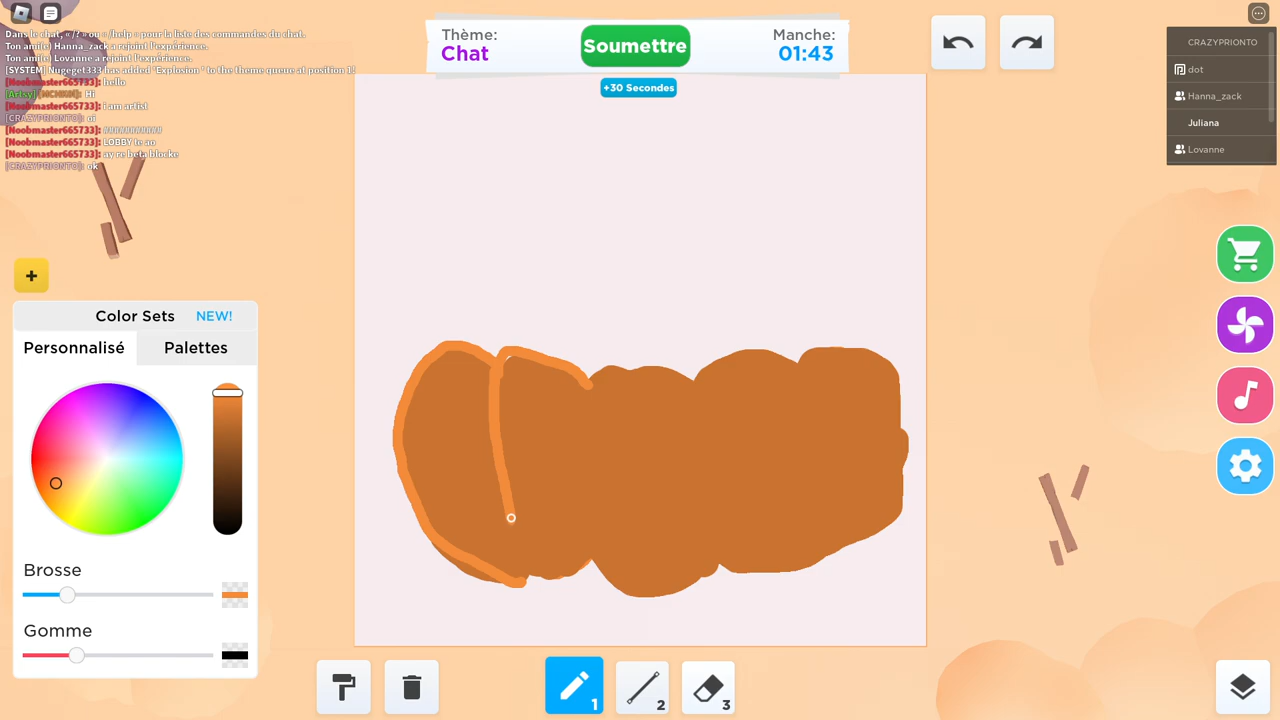 Dans le chat, « /? » ou « /help » pour la liste des commandes du chat.
Ton ami(e) Hanna_zack a rejoint l'expérience.
Ton ami(e) Lovanne a rejoint l'expérience.
[SYSTEM] Nugeget333 has added 'Explosion' to the theme queue at position 1!
[Noobmaster665733]: hello
[Artsy] Hi
[Noobmaster665733]: i am artist
[CRAZYPRIONTO]: oi
[Noobmaster665733]: ###########
[Noobmaster665733]: LOBBY te ao
[Noobmaster665733]: ay re beta blocke
[CRAZYPRIONTO]: ok
Thème:
Chat
Soumettre
Manche:
01:43
+30 Secondes
CRAZYPRIONTO
dot
Hanna_zack
Juliana
Lovanne
+
Color Sets NEW!
Personnalisé Palettes
Brosse
Gomme
1
2
3